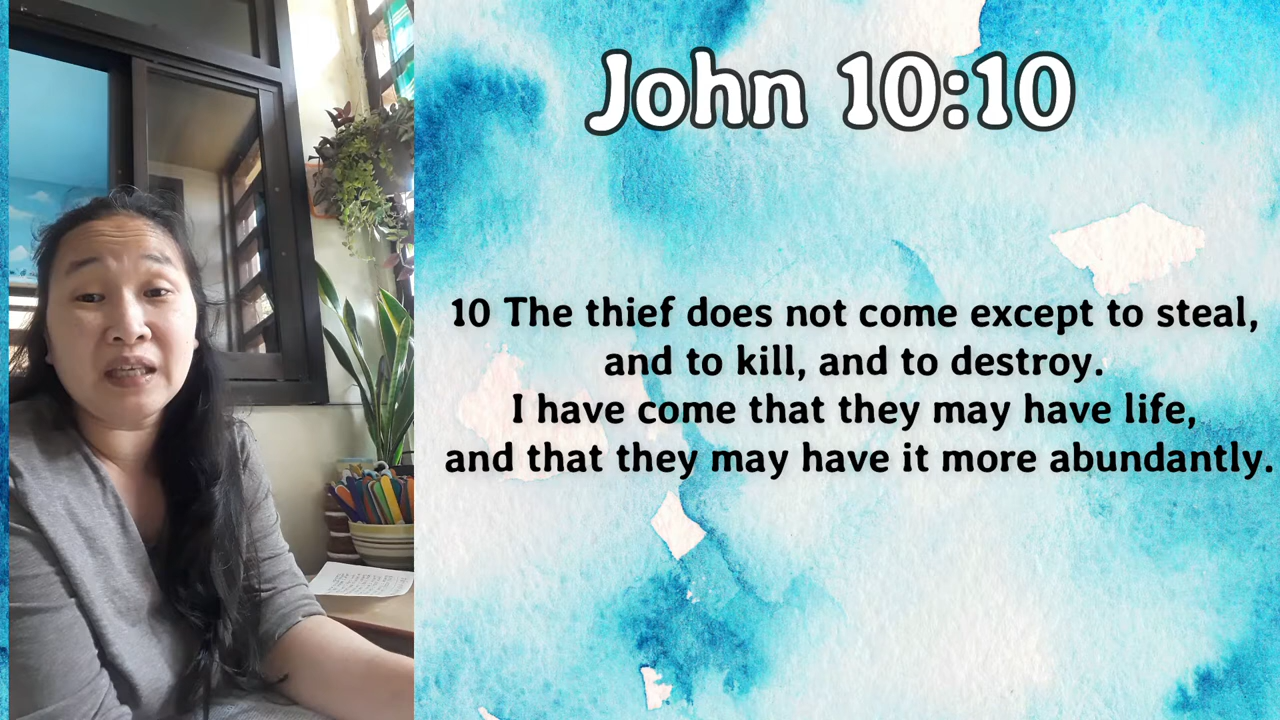 John 10:10
10 The thief does not come except to steal,
and to kill, and to destroy.
I have come that they may have life,
and that they may have it more abundantly.